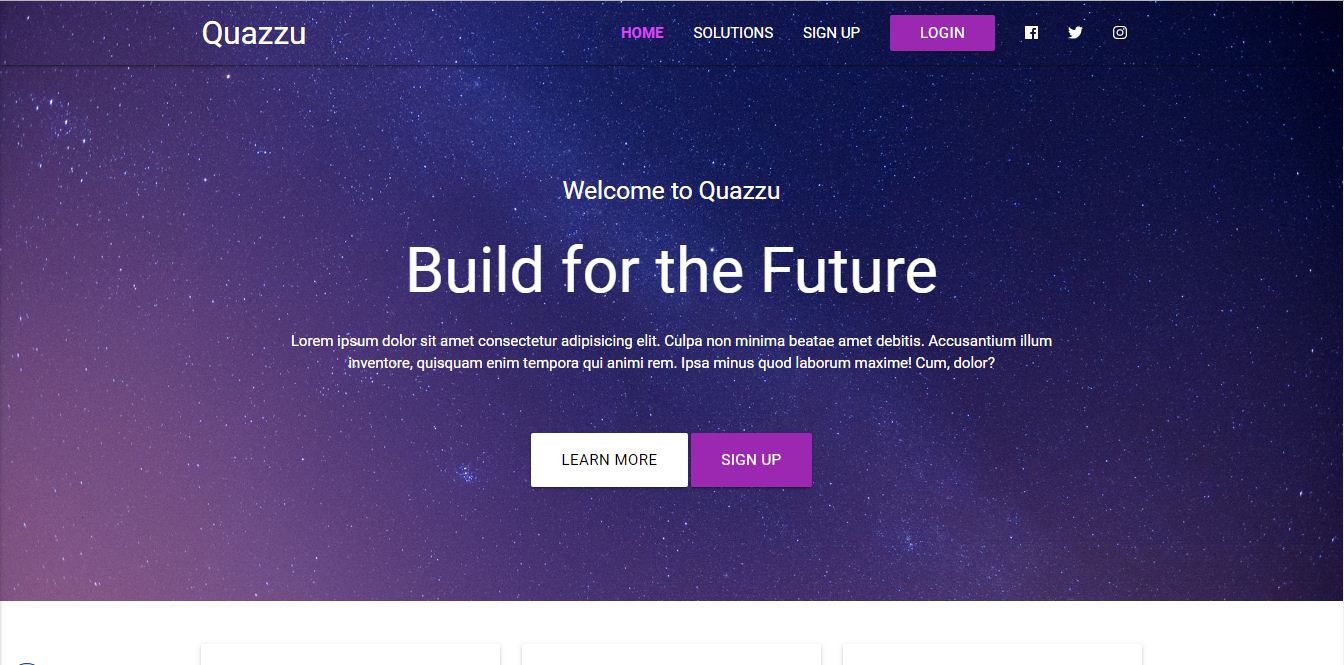 Quazzu
HOME SOLUTIONS SIGN UP LOGIN
Welcome to Quazzu
Build for the Future
Lorem ipsum dolor sit amet consectetur adipisicing elit. Culpa non minima beatae amet debitis. Accusantium illum
inventore, quisquam enim tempora qui animi rem. Ipsa minus quod laborum maxime! Cum, dolor?
LEARN MORE SIGN UP